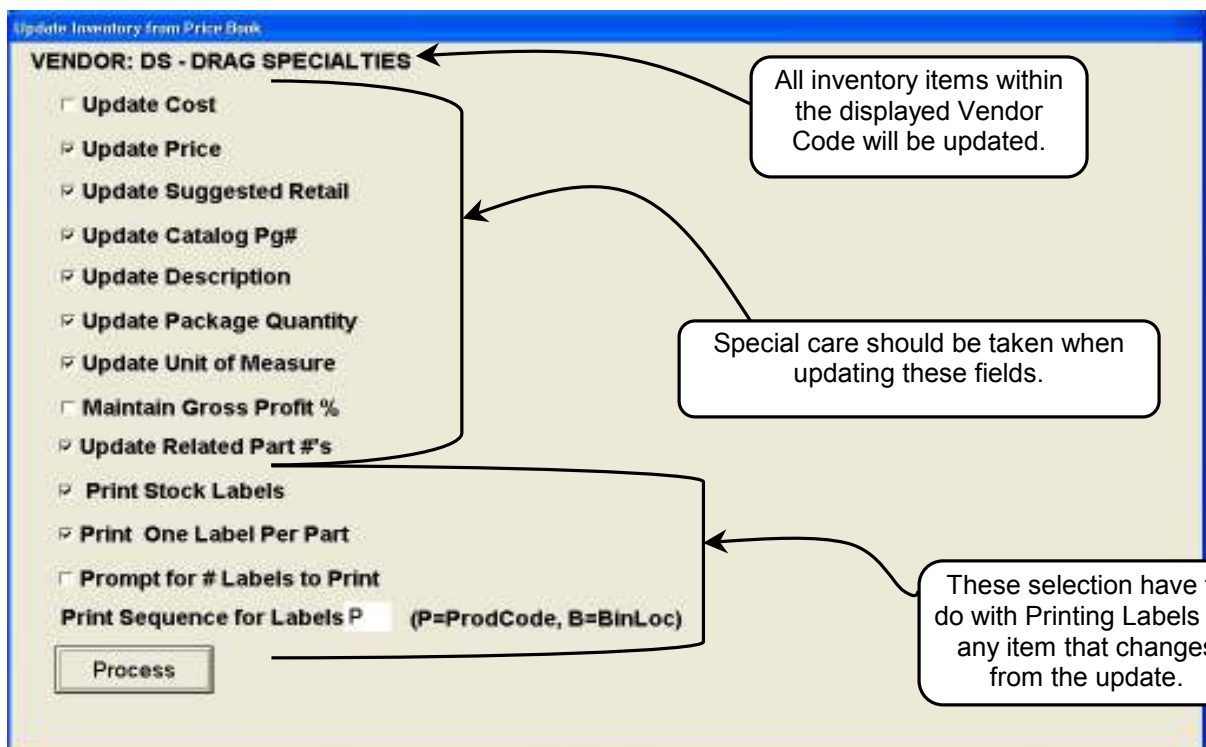 Update Inventory from Price Book
VENDOR: DS - DRAG SPECIALTIES
All inventory items within
the displayed Vendor
Code will be updated.
Update Cost
Update Price
Update Suggested Retail
Update Catalog Pg#
Update Description
Update Package Quantity
Update Unit of Measure
Maintain Gross Profit %
Update Related Part #'s
Special care should be taken when
updating these fields.
Print Stock Labels
Print One Label Per Part
Prompt for # Labels to Print
Print Sequence for Labels P (P=ProdCode, B=BinLoc)
Process
These selection have
do with Printing Labels
any item that changes
from the update.